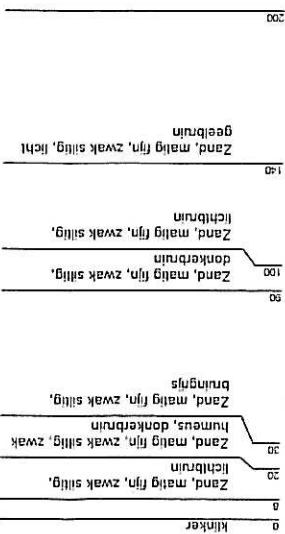 0 klinker
8
Zand, matig fijn, zwak siltig,
lichtbruin
20
Zand, matig fijn, zwak siltig, zwak
humeus, donkerbruin
30
Zand, matig fijn, zwak siltig,
bruingrijs
90
Zand, matig fijn, zwak siltig,
donkerbruin
100
Zand, matig fijn, zwak siltig,
lichtbruin
140
Zand, matig fijn, zwak siltig, licht
geelbruin
200